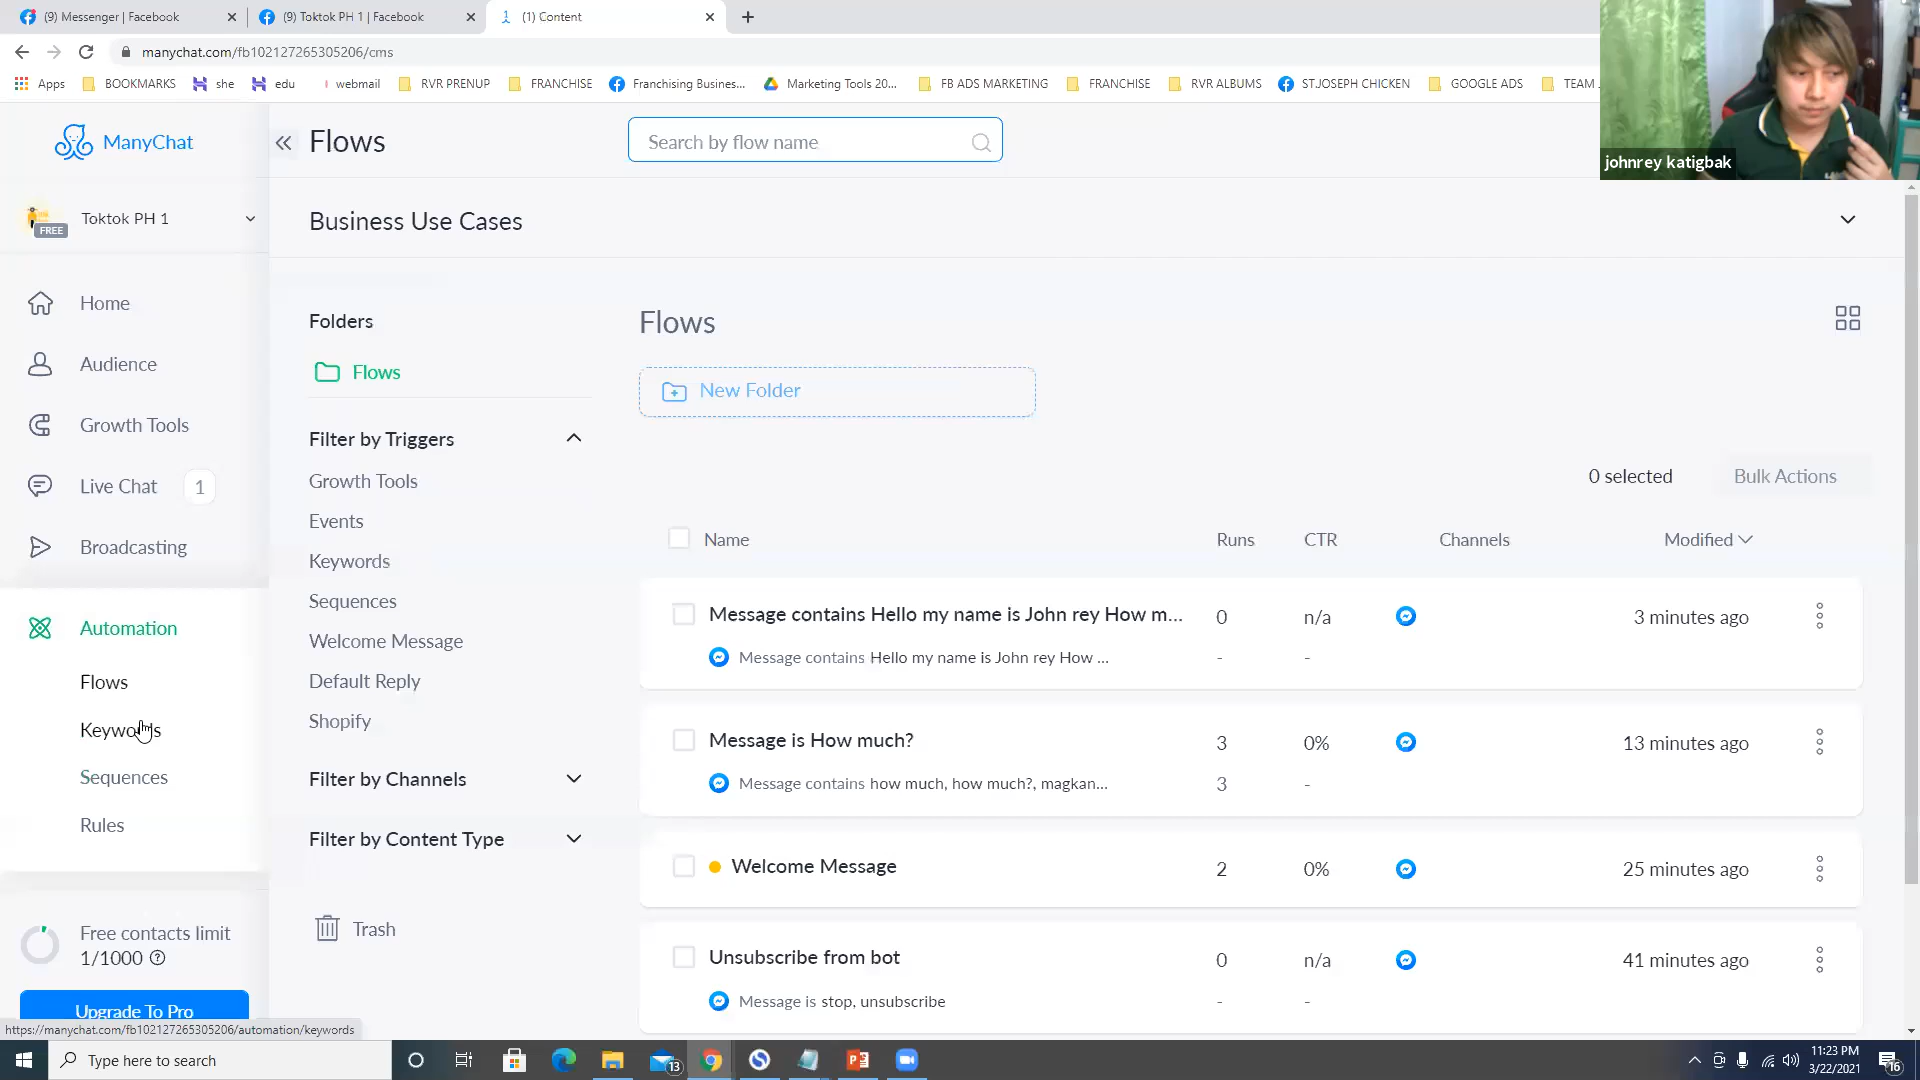 (9) Messenger | Facebook
(9) Toktok PH 1 | Facebook
(1) Content
manychat.com/fb102127265305206/cms
Apps
BOOKMARKS
she
edu
webmail
RVR PRENUP
FRANCHISE
Franchising Busines...
Marketing Tools 20...
FB ADS MARKETING
FRANCHISE
RVR ALBUMS
ST.JOSEPH CHICKEN
GOOGLE ADS
TEAM
johnrey katigbak
ManyChat
Flows
Search by flow name
FREE
Toktok PH 1
Business Use Cases
Home
Audience
Growth Tools
Live Chat 1
Broadcasting
Automation
Flows
Keywords
Sequences
Rules
Free contacts limit
1/1000
Upgrade To Pro
Folders
Flows
Filter by Triggers
Growth Tools
Events
Keywords
Sequences
Welcome Message
Default Reply
Shopify
Filter by Channels
Filter by Content Type
Trash
Flows
New Folder
0 selected
Bulk Actions
Name Runs CTR Channels Modified
Message contains Hello my name is John rey How m... 0 n/a 3 minutes ago
Message contains Hello my name is John rey How ... - -
Message is How much? 3 0% 13 minutes ago
Message contains how much, how much?, magkan... 3 -
Welcome Message 2 0% 25 minutes ago
Unsubscribe from bot 0 n/a 41 minutes ago
Message is stop, unsubscribe - -
https://manychat.com/fb102127265305206/automation/keywords
Type here to search
13
11:23 PM
3/22/2021
16